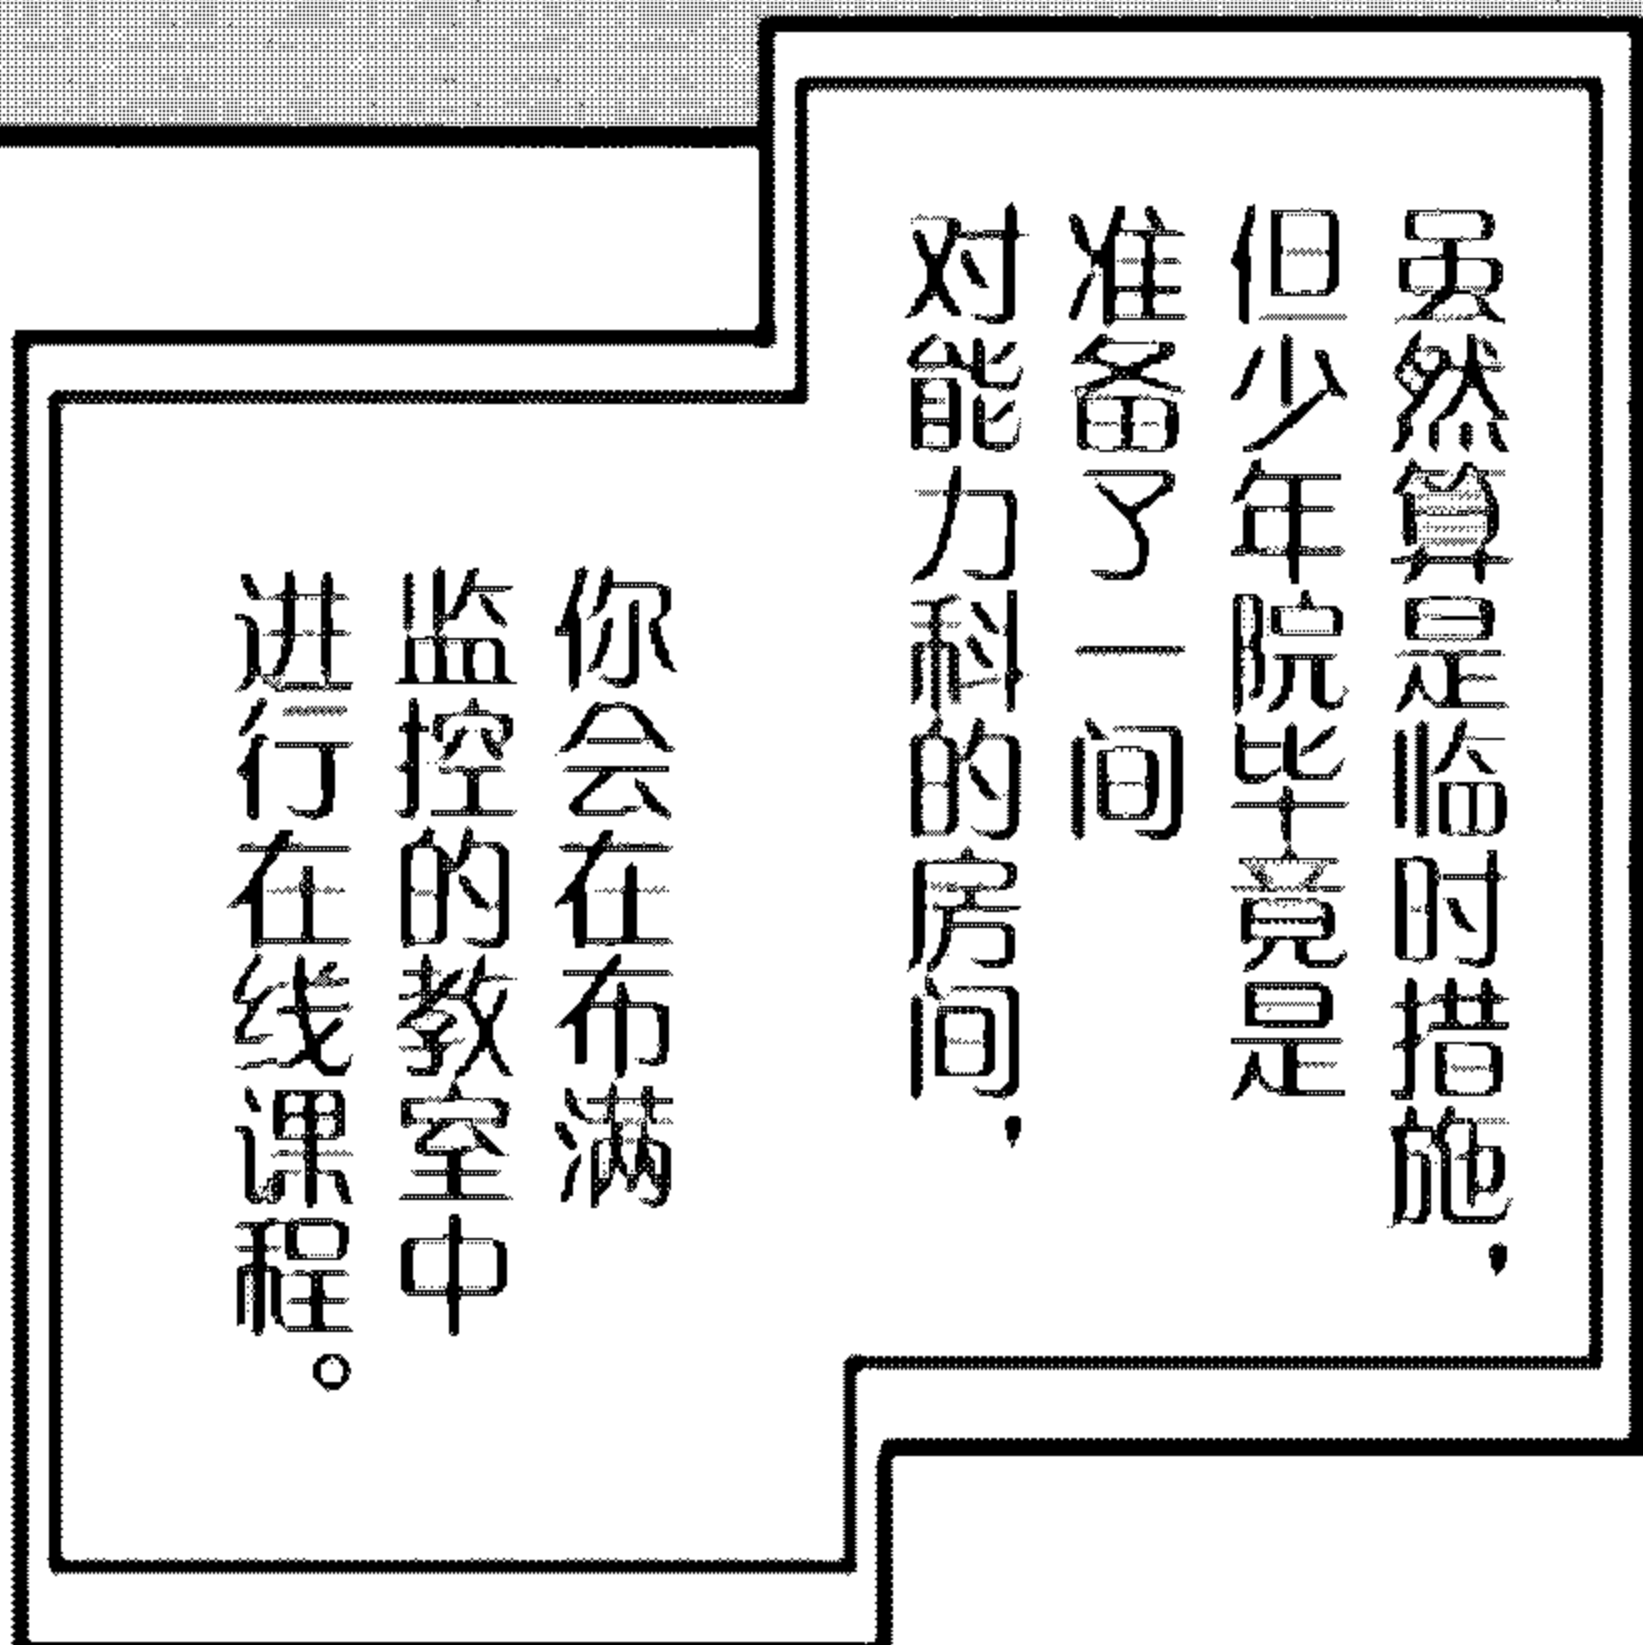 虽然算是临时措施，
但少年院毕竟是
准备了一间
对能力科的房间，
你会在布满
监控的教室中
进行在线课程。